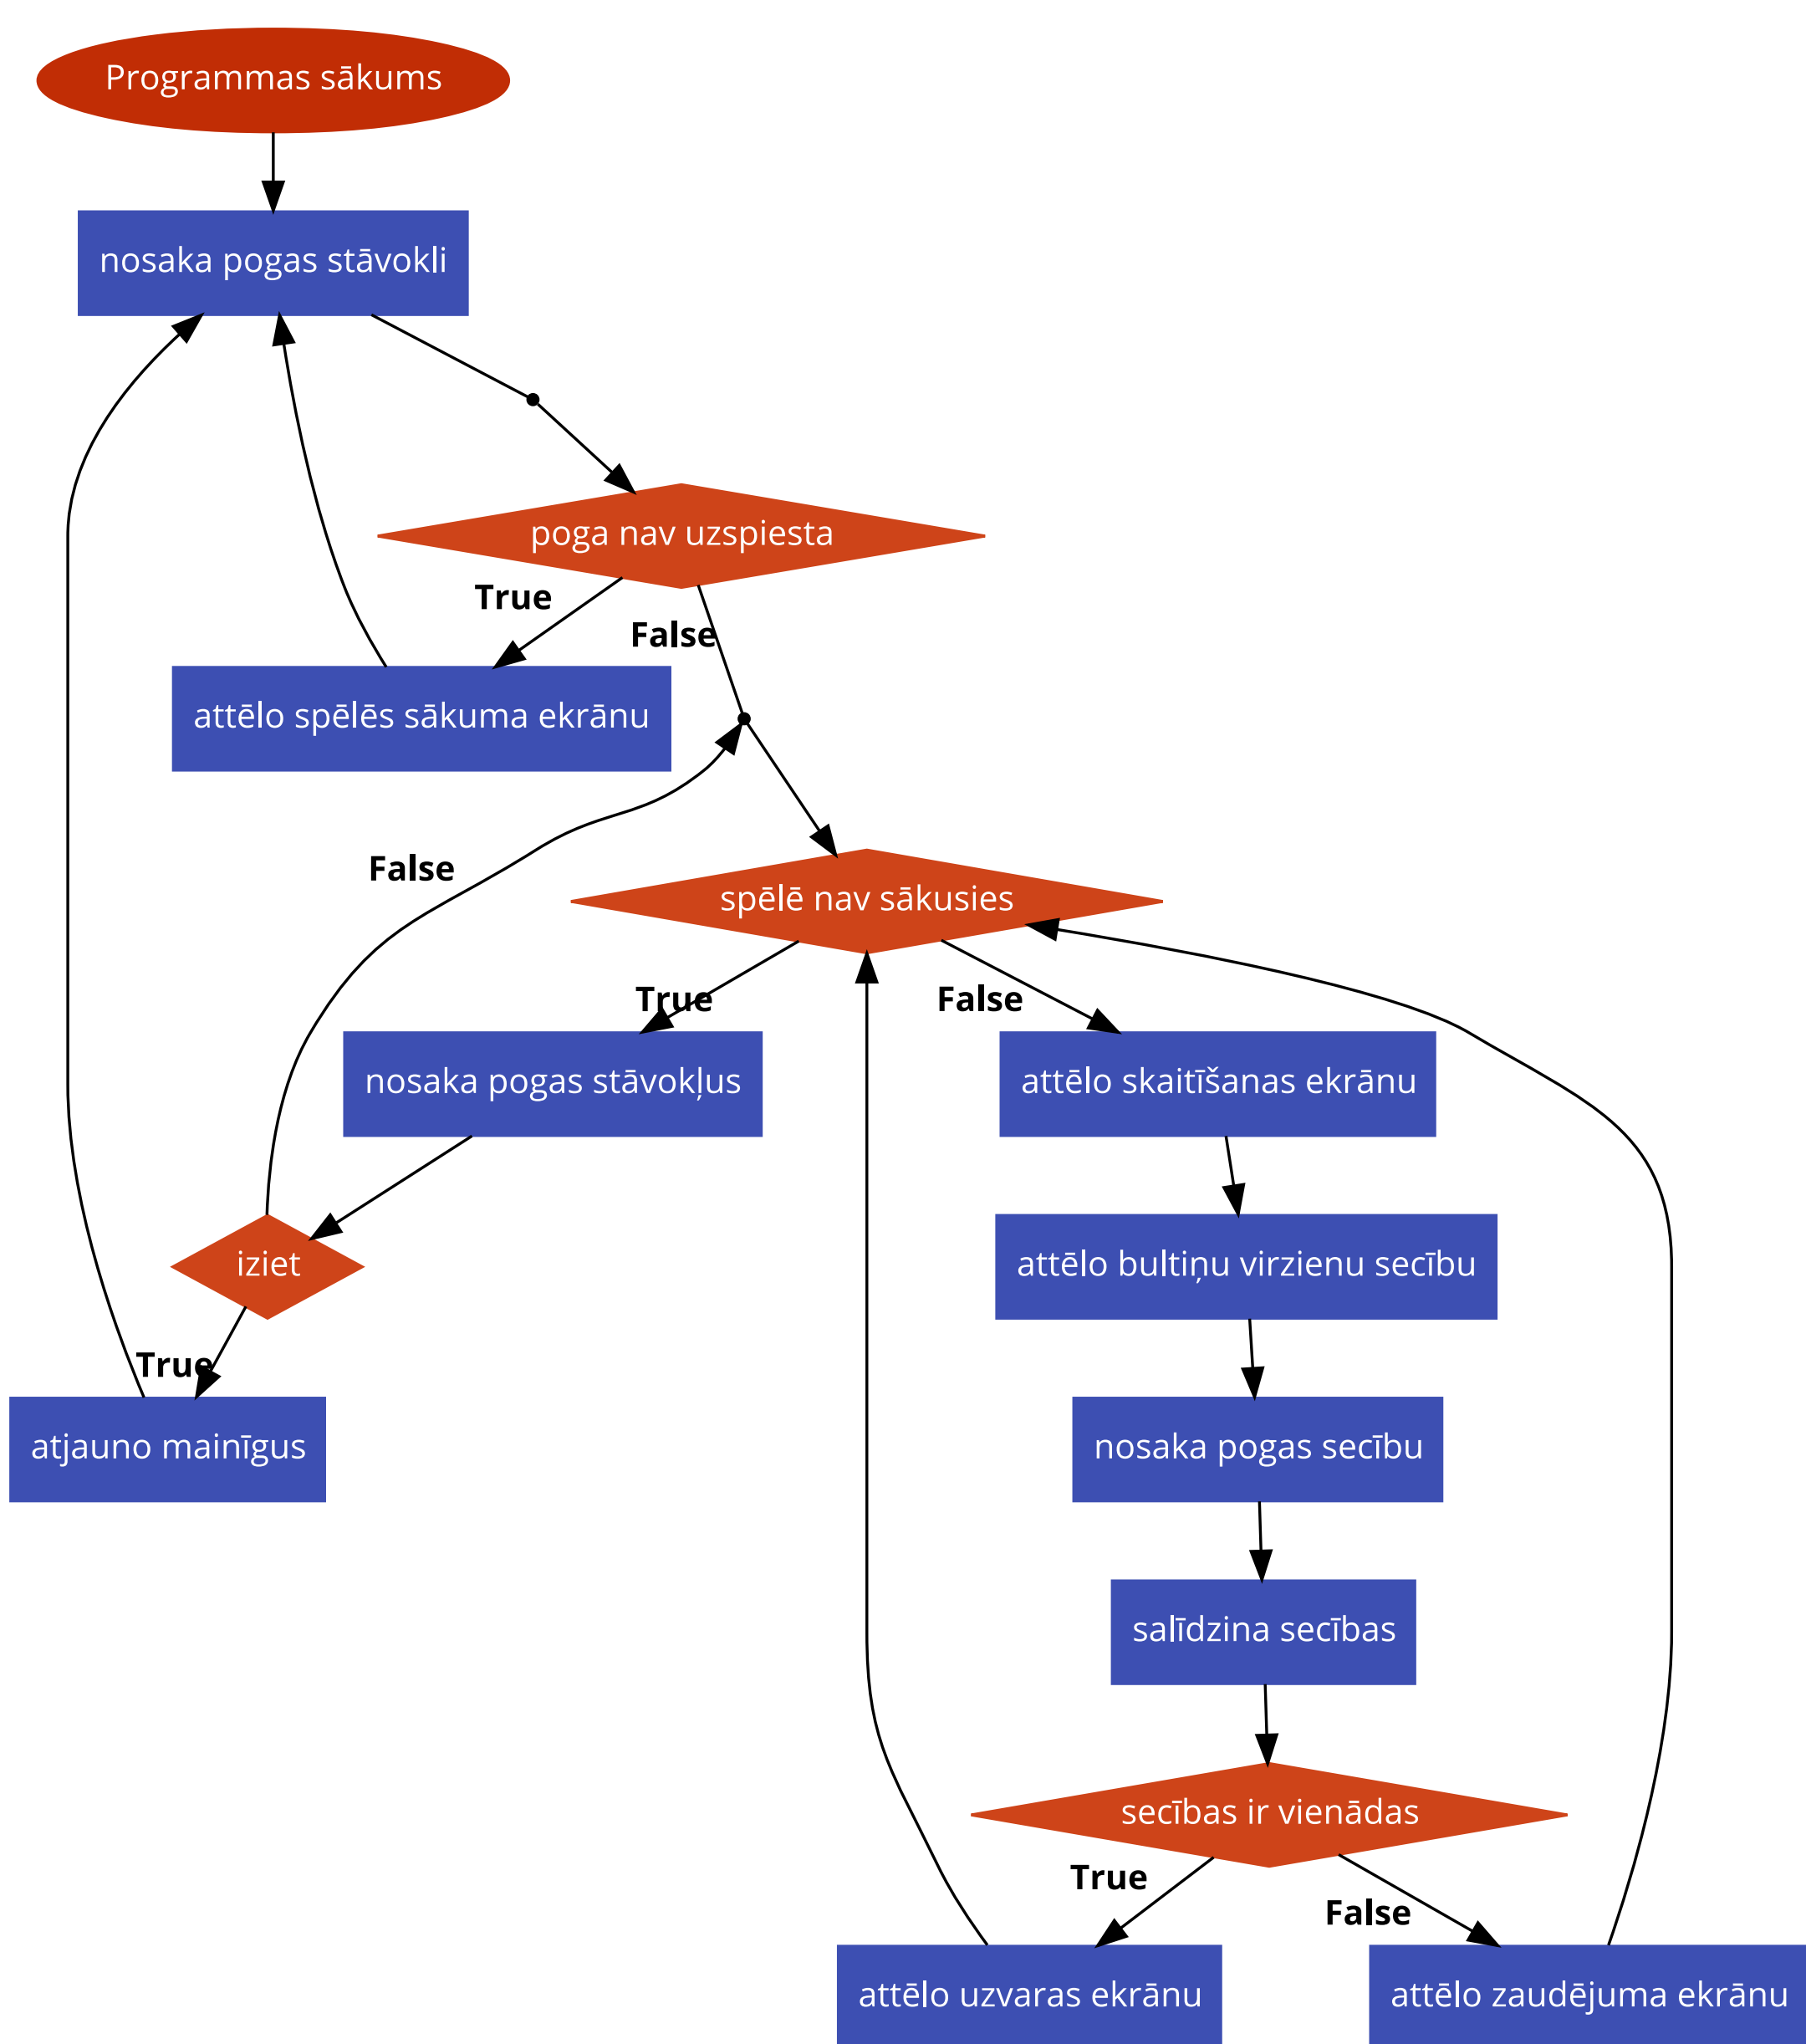 Programmas sākums
nosaka pogas stāvokli
poga nav uzspiesta
True
False
attēlo spēlēs sākuma ekrānu
False
spēlē nav sākusies
True
False
nosaka pogas stāvokļus
attēlo skaitīšanas ekrānu
iziet
attēlo bultiņu virzienu secību
True
atjauno mainīgus
nosaka pogas secību
salīdzina secības
secības ir vienādas
True
False
attēlo uzvaras ekrānu
attēlo zaudējuma ekrānu